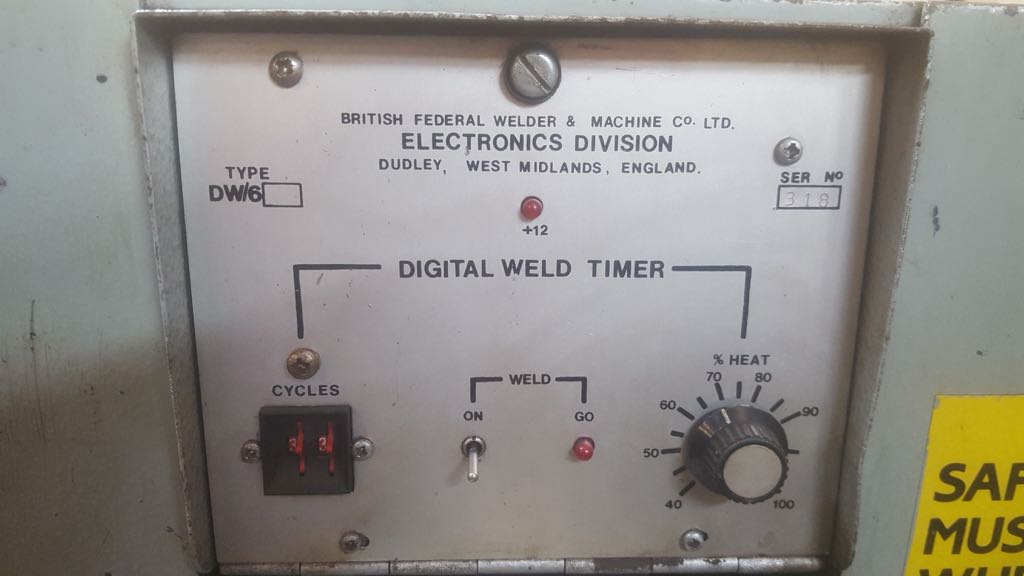 BRITISH FEDERAL WELDER & MACHINE Co. LTD.
ELECTRONICS DIVISION
DUDLEY, WEST MIDLANDS, ENGLAND.
TYPE
DW/6
SER No
318
+12
DIGITAL WELD TIMER
CYCLES
WELD
ON
GO
% HEAT
40
50
60
70
80
90
100
SAF
MUS